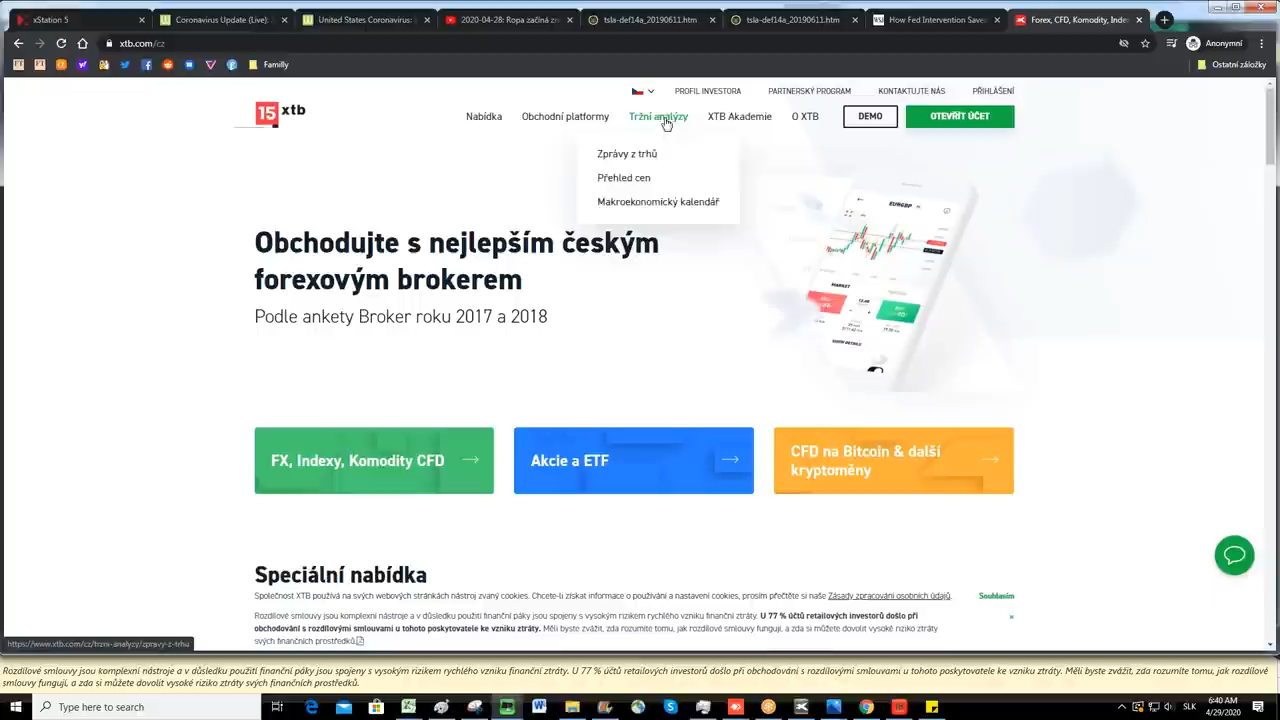 xStation 5
Coronavirus Update (Live):
United States Coronavirus:
2020-04-28: Ropa začíná zn
tsla-def14a_20190611.htm
tsla-def14a_20190611.htm
How Fed Intervention Saved
Forex, CFD, Komodity, Indexy
xtb.com/cz
Anonymní
Familly
Ostatní záložky
PROFIL INVESTORA
PARTNERSKÝ PROGRAM
KONTAKTUJTE NÁS
PŘIHLÁŠENÍ
15 xtb
Nabídka
Obchodní platformy
Tržní analýzy
XTB Akademie
O XTB
DEMO
OTEVŘÍT ÚČET
Zprávy z trhů
Přehled cen
Makroekonomický kalendář
EURGBP
MARKET
SHOW DETAILS
Obchodujte s nejlepším českým
forexovým brokerem
Podle ankety Broker roku 2017 a 2018
FX, Indexy, Komodity CFD
Akcie a ETF
CFD na Bitcoin & další
kryptoměny
Speciální nabídka
Společnost XTB používá na svých webových stránkách nástroj zvaný cookies. Chcete-li získat informace o používání a nastavení cookies, prosím přečtěte si naše Zásady zpracování osobních údajů.
Souhlasím
Rozdílové smlouvy jsou komplexní nástroje a v důsledku použití finanční páky jsou spojeny s vysokým rizikem rychlého vzniku finanční ztráty. U 77 % účtů retailových investorů došlo při
obchodování s rozdílovými smlouvami u tohoto poskytovatele ke vzniku ztráty. Měli byste zvážit, zda rozumíte tomu, jak rozdílové smlouvy fungují, a zda si můžete dovolit vysoké riziko ztráty
svých finančních prostředků.
https://www.xtb.com/cz/trzni-analyzy/zpravy-z-trhu
Rozdílové smlouvy jsou komplexní nástroje a v důsledku použití finanční páky jsou spojeny s vysokým rizikem rychlého vzniku finanční ztráty. U 77 % účtů retailových investorů došlo při obchodování s rozdílovými smlouvami u tohoto poskytovatele ke vzniku ztráty. Měli byste zvážit, zda rozumíte tomu, jak rozdílové
smlouvy fungují, a zda si můžete dovolit vysoké riziko ztráty svých finančních prostředků.
Type here to search
SLK
6:40 AM
4/29/2020